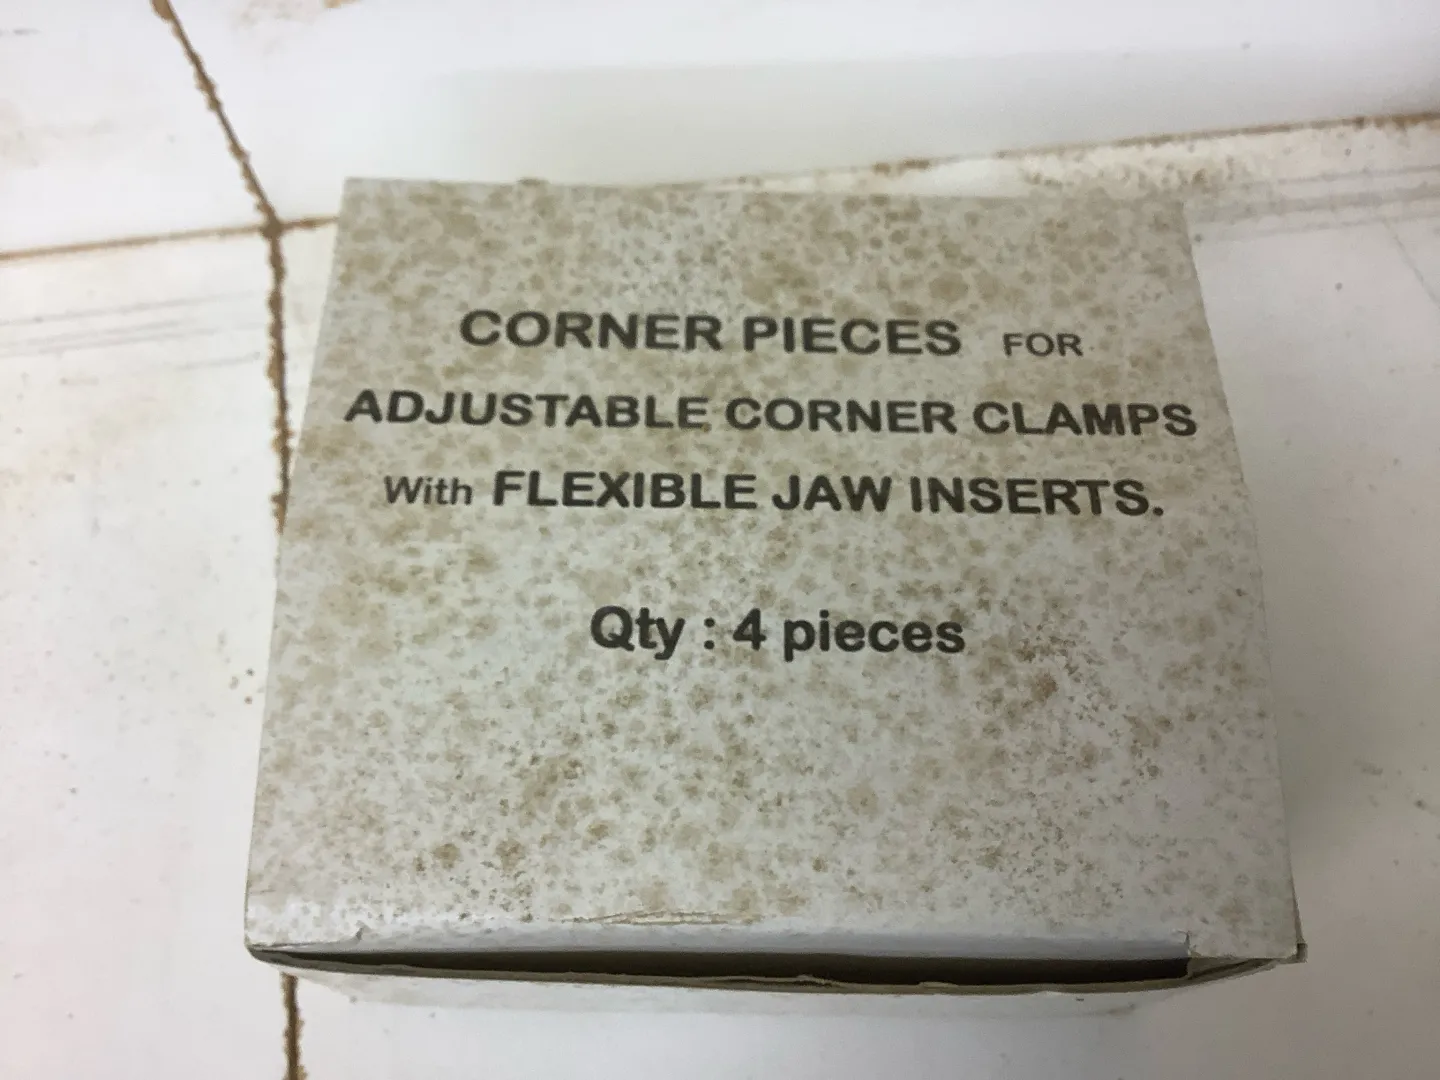 CORNER PIECES FOR
ADJUSTABLE CORNER CLAMPS
With FLEXIBLE JAW INSERTS.
Qty : 4 pieces